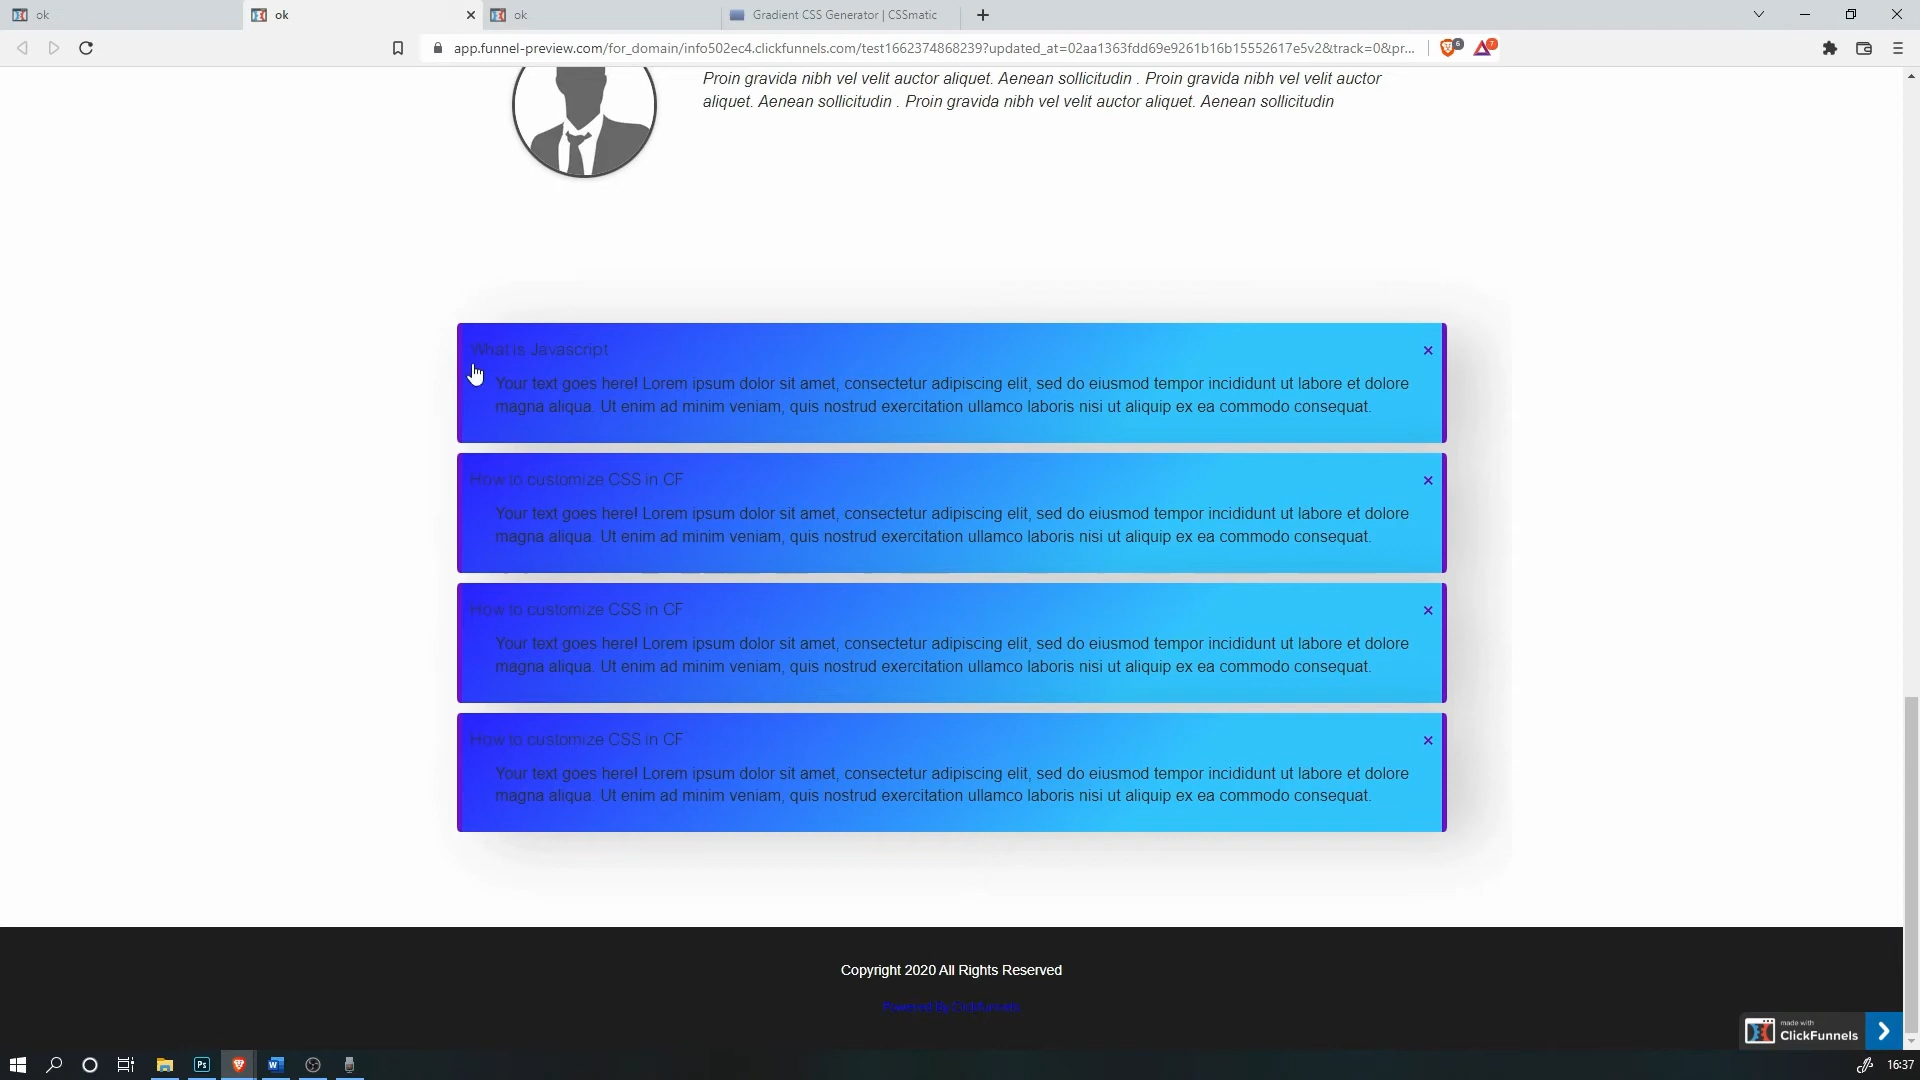 ok
ok
ok
Gradient CSS Generator | CSSmatic
app.funnel-preview.com/for_domain/info502ec4.clickfunnels.com/test1662374868239?updated_at=02aa1363fdd69e9261b16b15552617e5v2&track=0&pr...
6
7
Proin gravida nibh vel velit auctor aliquet. Aenean sollicitudin . Proin gravida nibh vel velit auctor
aliquet. Aenean sollicitudin . Proin gravida nibh vel velit auctor aliquet. Aenean sollicitudin
What is Javascript
Your text goes here! Lorem ipsum dolor sit amet, consectetur adipiscing elit, sed do eiusmod tempor incididunt ut labore et dolore
magna aliqua. Ut enim ad minim veniam, quis nostrud exercitation ullamco laboris nisi ut aliquip ex ea commodo consequat.
How to customize CSS in CF
Your text goes here! Lorem ipsum dolor sit amet, consectetur adipiscing elit, sed do eiusmod tempor incididunt ut labore et dolore
magna aliqua. Ut enim ad minim veniam, quis nostrud exercitation ullamco laboris nisi ut aliquip ex ea commodo consequat.
How to customize CSS in CF
Your text goes here! Lorem ipsum dolor sit amet, consectetur adipiscing elit, sed do eiusmod tempor incididunt ut labore et dolore
magna aliqua. Ut enim ad minim veniam, quis nostrud exercitation ullamco laboris nisi ut aliquip ex ea commodo consequat.
How to customize CSS in CF
Your text goes here! Lorem ipsum dolor sit amet, consectetur adipiscing elit, sed do eiusmod tempor incididunt ut labore et dolore
magna aliqua. Ut enim ad minim veniam, quis nostrud exercitation ullamco laboris nisi ut aliquip ex ea commodo consequat.
Copyright 2020 All Rights Reserved
Powered By Clickfunnels
made with
ClickFunnels
Ps
W
16:37